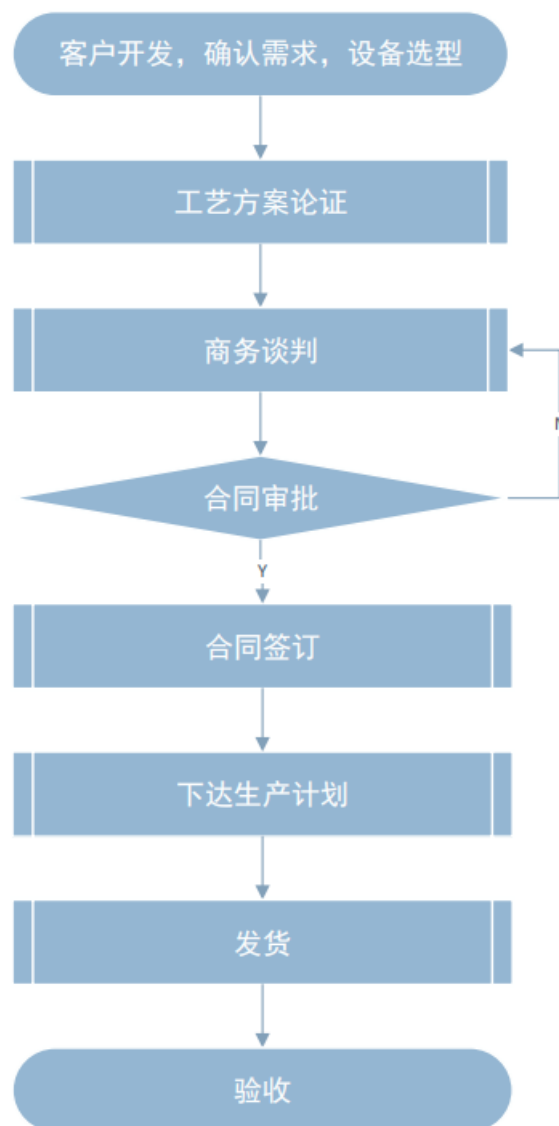 客户开发，确认需求，设备选型
工艺方案论证
商务谈判
合同审批
Y
合同签订
下达生产计划
发货
验收